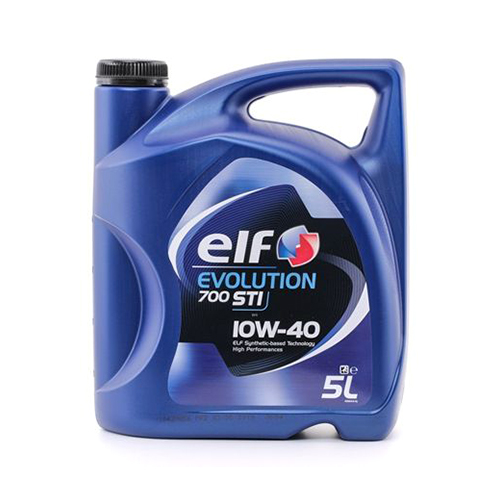 elf
EVOLUTION
700 STI
10W-40
ELF Synthetic-based Technology
High Performances
e
5L